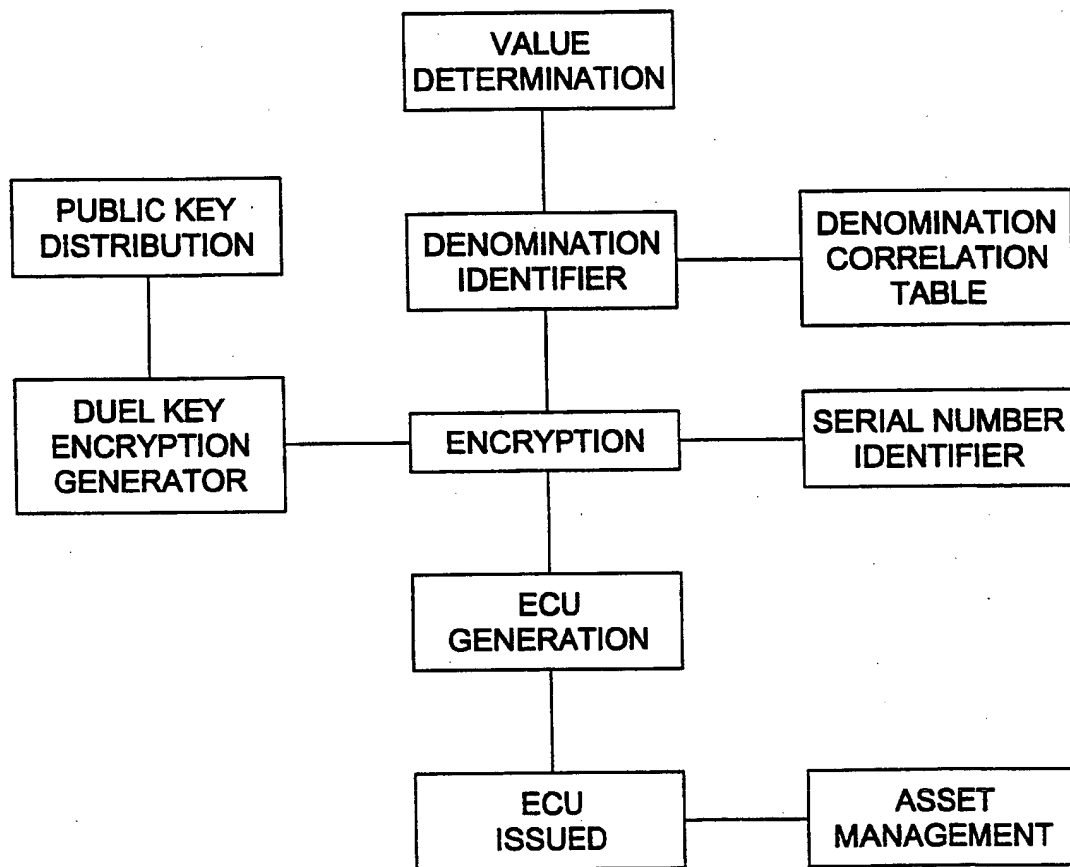 VALUE
DETERMINATION
PUBLIC KEY
DISTRIBUTION
DENOMINATION
IDENTIFIER
DENOMINATION
CORRELATION
TABLE
DUEL KEY
ENCRYPTION
GENERATOR
ENCRYPTION
SERIAL NUMBER
IDENTIFIER
ECU
GENERATION
ECU
ISSUED
ASSET
MANAGEMENT